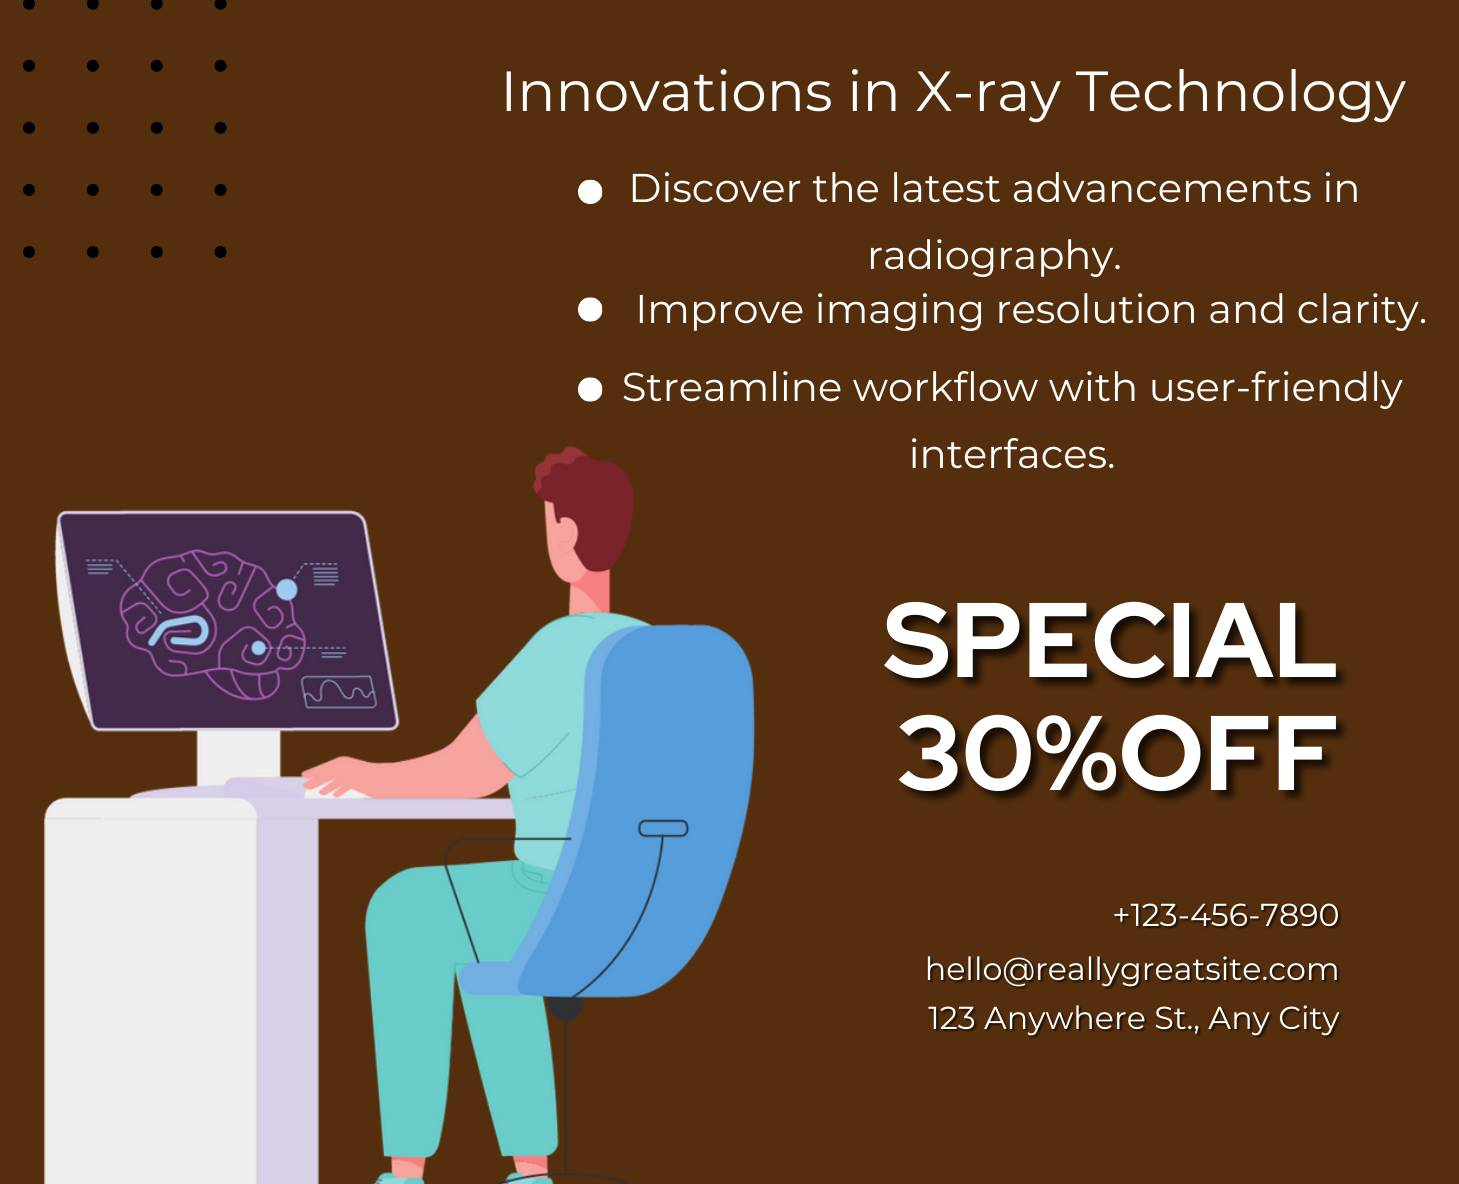 Innovations in X-ray Technology
Discover the latest advancements in
radiography.
Improve imaging resolution and clarity.
Streamline workflow with user-friendly
interfaces.
SPECIAL
30%OFF
+123-456-7890
hello@reallygreatsite.com
123 Anywhere St., Any City